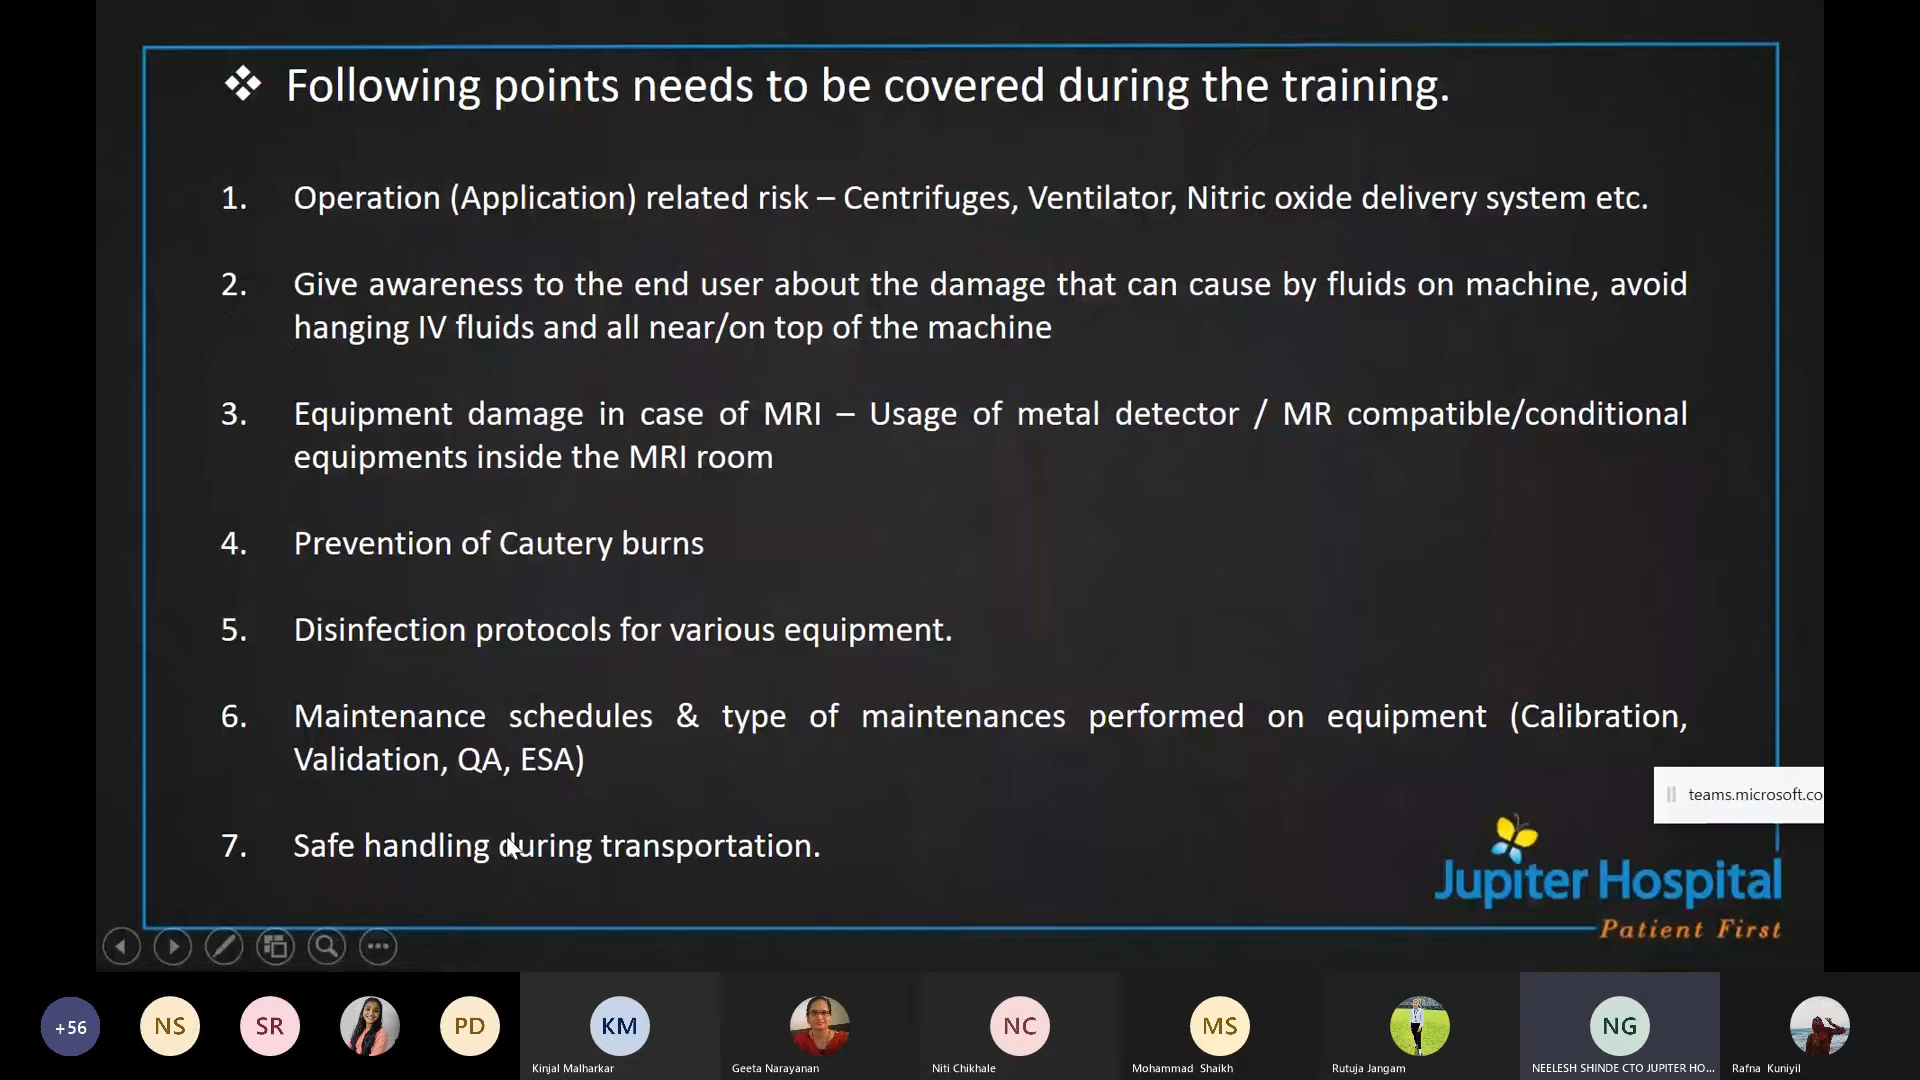 ❖ Following points needs to be covered during the training.
1. Operation (Application) related risk – Centrifuges, Ventilator, Nitric oxide delivery system etc.
2. Give awareness to the end user about the damage that can cause by fluids on machine, avoid
hanging IV fluids and all near/on top of the machine
3. Equipment damage in case of MRI – Usage of metal detector / MR compatible/conditional
equipments inside the MRI room
4. Prevention of Cautery burns
5. Disinfection protocols for various equipment.
6. Maintenance schedules & type of maintenances performed on equipment (Calibration,
Validation, QA, ESA)
teams.microsoft.co
7. Safe handling during transportation.
Jupiter Hospital
Patient First
+56
NS
SR
PD
KM
NC
MS
NG
Kinjal Malharkar
Geeta Narayanan
Niti Chikhale
Mohammad Shaikh
Rutuja Jangam
NEELESH SHINDE CTO JUPITER HO...
Rafna Kuniyil